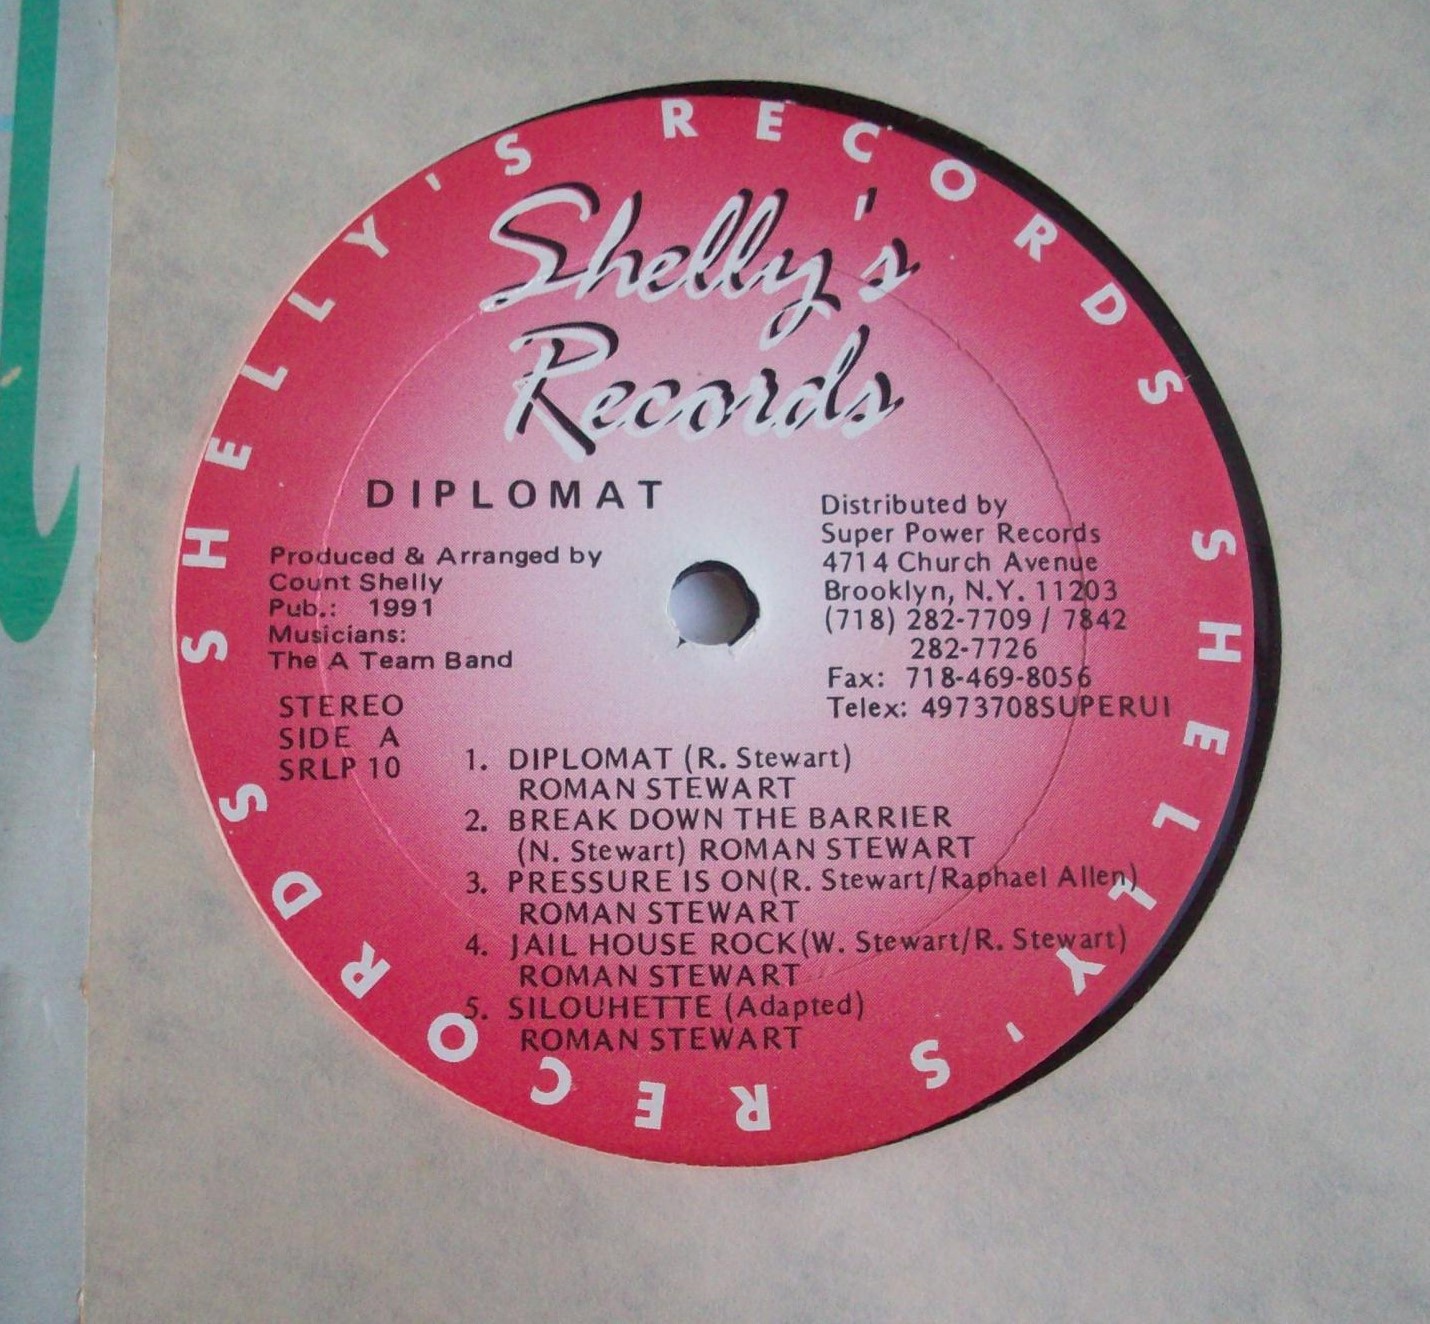 SHELLY'S RECORDS
SHELLY'S RECORDS
Shelly's
Records
DIPLOMAT
Produced & Arranged by
Count Shelly
Pub.: 1991
Musicians:
The A Team Band
STEREO
SIDE A
SRLP 10
Distributed by
Super Power Records
4714 Church Avenue
Brooklyn, N.Y. 11203
(718) 282-7709 / 7842
282-7726
Fax: 718-469-8056
Telex: 4973708SUPERUI
1. DIPLOMAT (R. Stewart)
ROMAN STEWART
2. BREAK DOWN THE BARRIER
(N. Stewart) ROMAN STEWART
3. PRESSURE IS ON(R. Stewart/Raphael Allen)
ROMAN STEWART
4. JAIL HOUSE ROCK(W. Stewart/R. Stewart)
ROMAN STEWART
5. SILOUHETTE (Adapted)
ROMAN STEWART